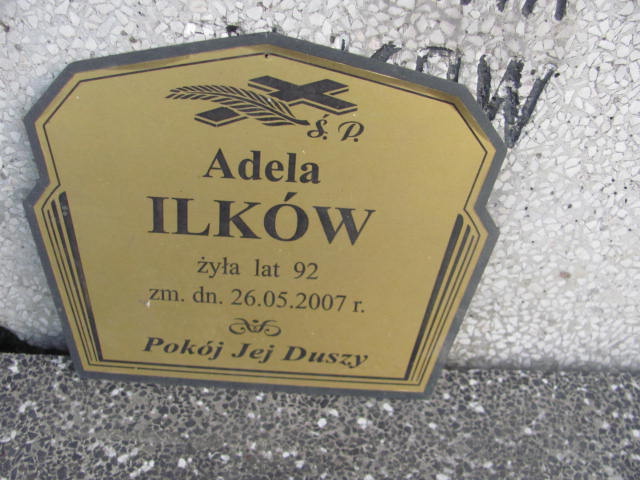 Ś. P.
Adela
ILKÓW
żyła lat 92
zm. dn. 26.05.2007 r.
Pokój Jej Duszy